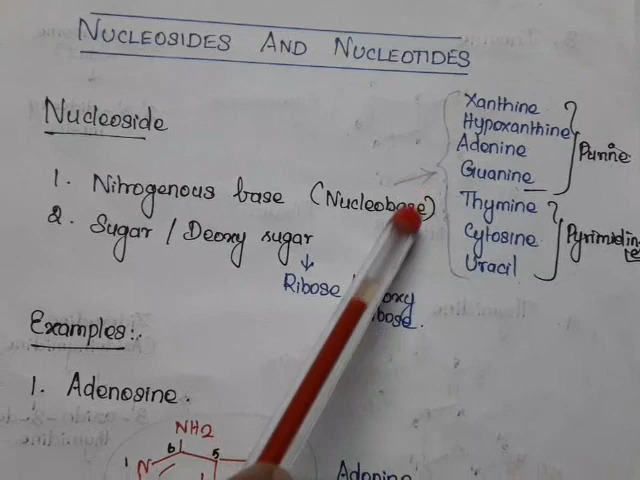 NUCLEOSIDES AND NUCLEOTIDES
Nucleoside
1. Nitrogenous base (Nucleobase)
2. Sugar / Deoxy sugar
Ribose
Xanthine
Hypoxanthine
Adenine
Guanine
Purine
Thymine
Cytosine
Uracil
Pyrimidine
Examples:-
1. Adenosine.
NH2
6
5
1
N